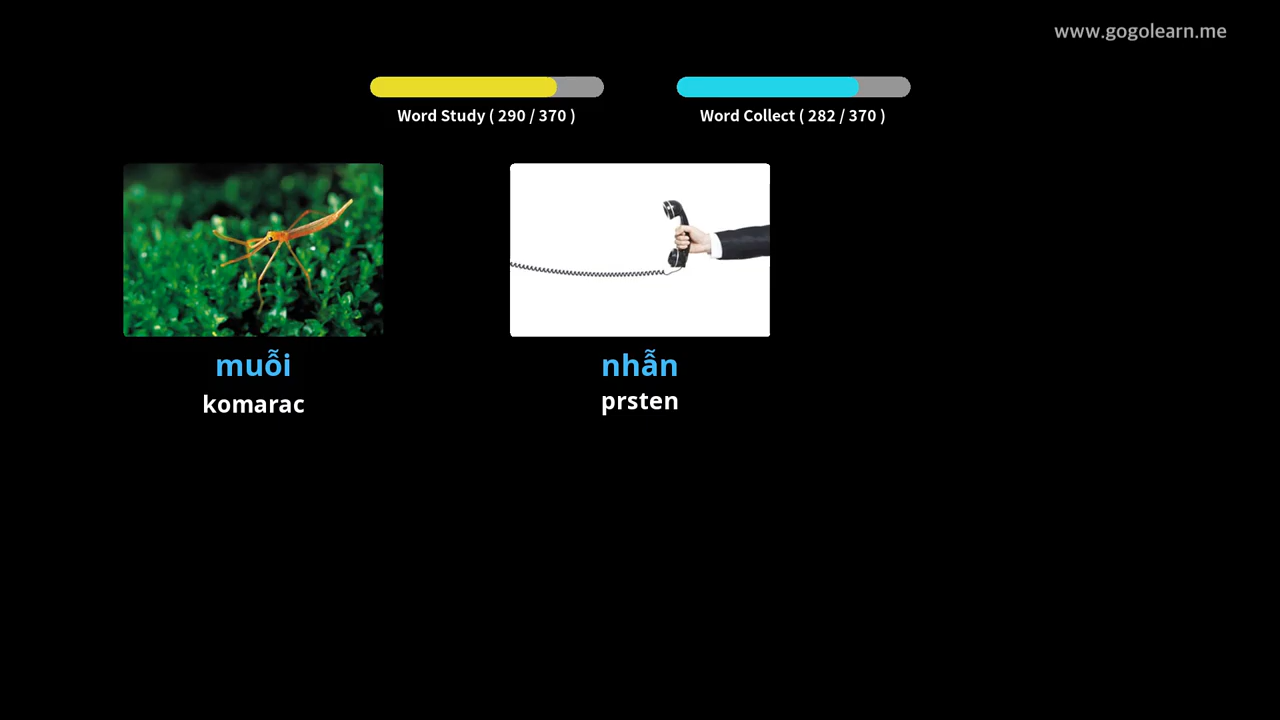 www.gogolearn.me
Word Study ( 290 / 370 )
Word Collect ( 282 / 370 )
muỗi
nhẫn
komarac
prsten